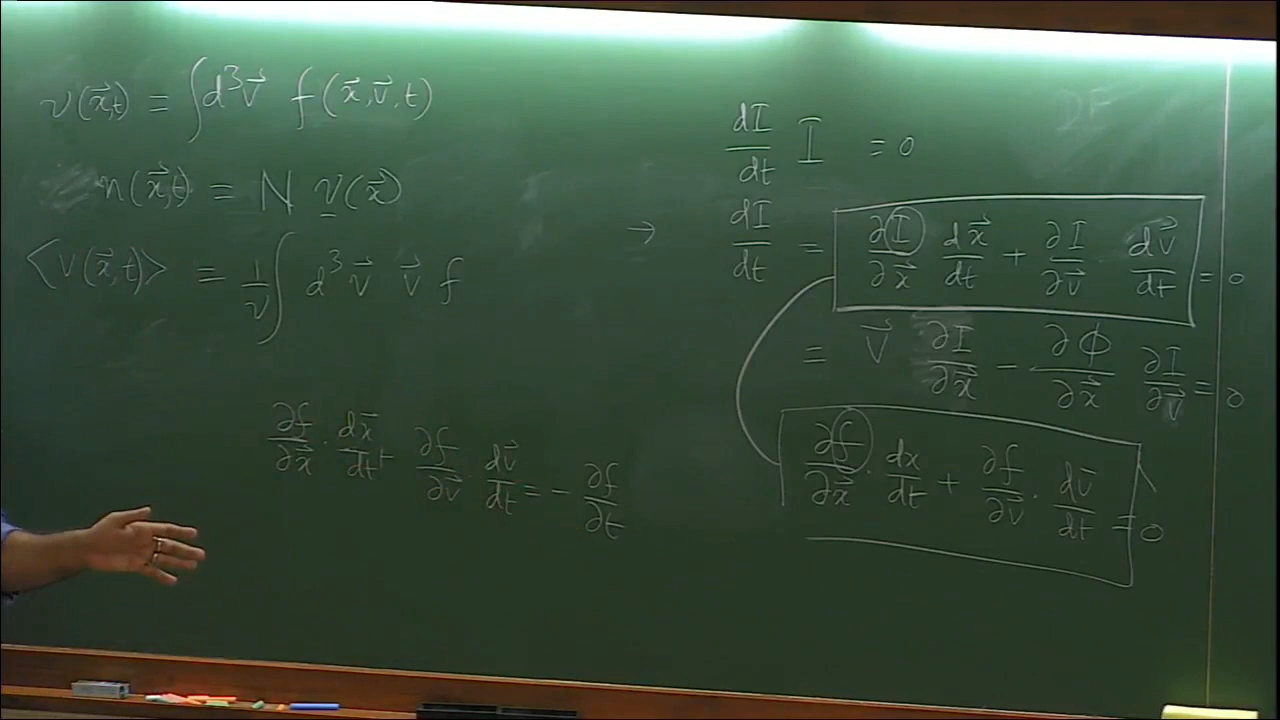 ν(x⃗,t) = ∫d³v⃗ f(x⃗,v⃗,t)
n(x⃗,t) = N ν(x⃗)
⟨v(x⃗,t)⟩ = 1/ν ∫ d³v⃗ v⃗ f
∂f/∂x⃗ · dx⃗/dt + ∂f/∂v⃗ · dv⃗/dt = - ∂f/∂t
DF
dI/dt I = 0
→ dI/dt = ∂I/∂x⃗ dx⃗/dt + ∂I/∂v⃗ · dv⃗/dt = 0
= v⃗ ∂I/∂x⃗ - ∂Φ/∂x⃗ ∂I/∂v⃗ = 0
∂f/∂x⃗ · dx/dt + ∂f/∂v⃗ · dv⃗/dt = 0